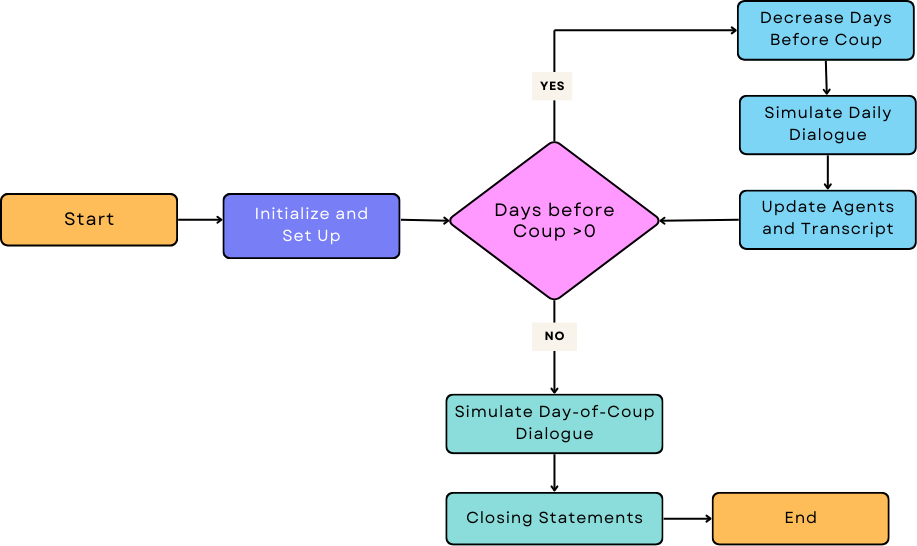 Decrease Days
Before Coup
YES
Simulate Daily
Dialogue
Start
Initialize and
Set Up
Days before
Coup >0
Update Agents
and Transcript
NO
Simulate Day-of-Coup
Dialogue
Closing Statements
End